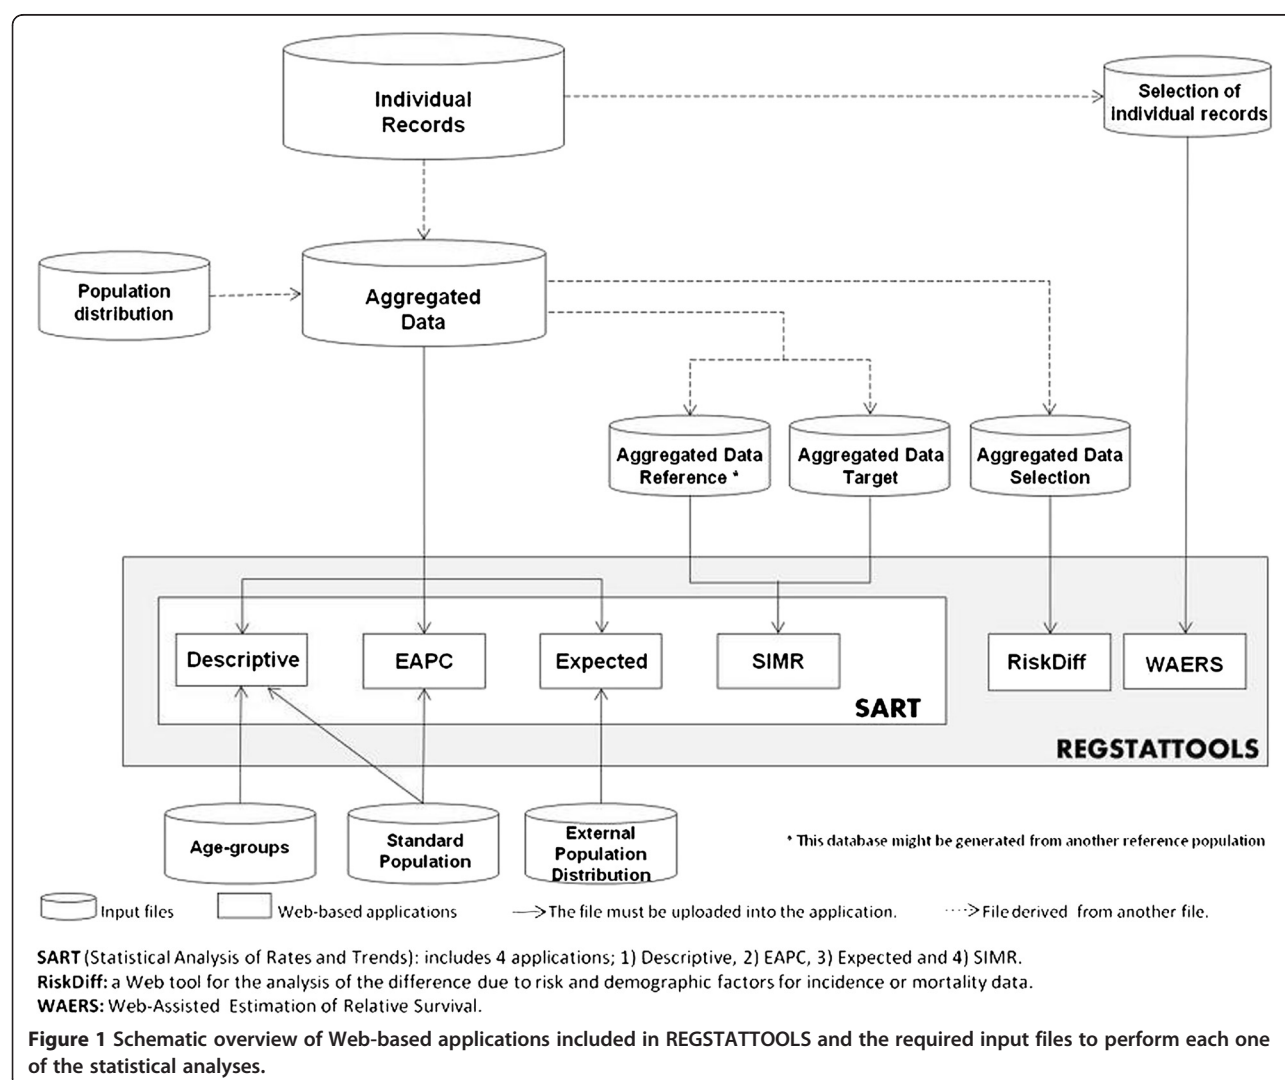 Individual
Records
Selection of
individual records
Population
distribution
Aggregated
Data
Aggregated Data
Reference *
Aggregated Data
Target
Aggregated Data
Selection
Descriptive
EAPC
Expected
SIMR
RiskDiff
WAERS
SART
REGSTATTOOLS
Age-groups
Standard
Population
External
Population
Distribution
* This database might be generated from another reference population
Input files
Web-based applications
The file must be uploaded into the application.
File derived from another file.
SART (Statistical Analysis of Rates and Trends): includes 4 applications; 1) Descriptive, 2) EAPC, 3) Expected and 4) SIMR.
RiskDiff: a Web tool for the analysis of the difference due to risk and demographic factors for incidence or mortality data.
WAERS: Web-Assisted Estimation of Relative Survival.
Figure 1 Schematic overview of Web-based applications included in REGSTATTOOLS and the required input files to perform each one
of the statistical analyses.